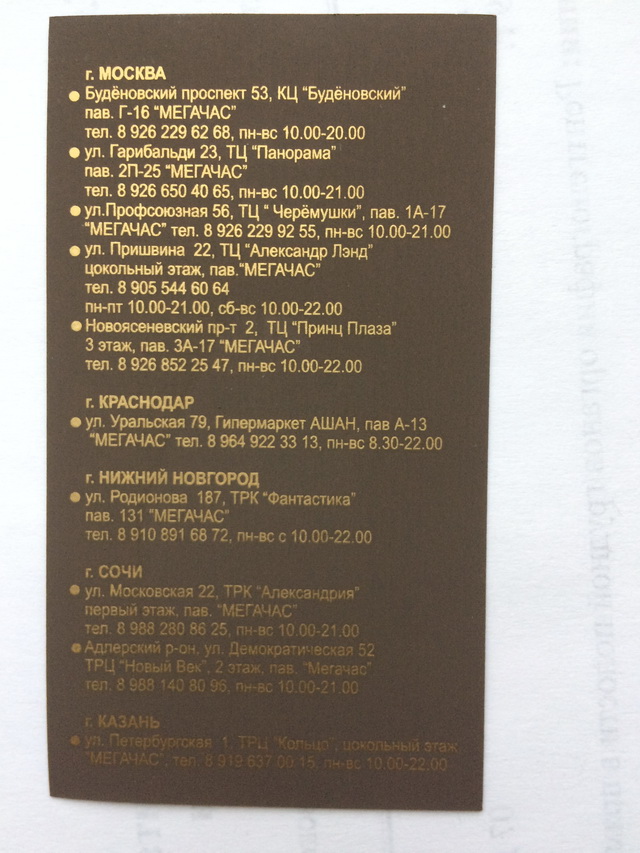 г. МОСКВА
Будёновский проспект 53, КЦ "Будёновский"
пав. Г-16 "МЕГАЧАС"
тел. 8 926 229 62 68, пн-вс 10.00-20.00
ул. Гарибальди 23, ТЦ "Панорама"
пав. 2П-25 "МЕГАЧАС"
тел. 8 926 650 40 65, пн-вс 10.00-21.00
ул.Профсоюзная 56, ТЦ " Черёмушки", пав. 1А-17
"МЕГАЧАС" тел. 8 926 229 92 55, пн-вс 10.00-21.00
ул. Пришвина 22, ТЦ "Александр Лэнд"
цокольный этаж, пав."МЕГАЧАС"
тел. 8 905 544 60 64
пн-пт 10.00-21.00, сб-вс 10.00-22.00
Новоясеневский пр-т 2, ТЦ "Принц Плаза"
3 этаж, пав. 3А-17 "МЕГАЧАС"
тел. 8 926 852 25 47, пн-вс 10.00-22.00
г. КРАСНОДАР
ул. Уральская 79, Гипермаркет АШАН, пав А-13
"МЕГАЧАС" тел. 8 964 922 33 13, пн-вс 8.30-22.00
г. НИЖНИЙ НОВГОРОД
ул. Родионова 187, ТРК "Фантастика"
пав. 131 "МЕГАЧАС"
тел. 8 910 891 68 72, пн-вс с 10.00-22.00
г. СОЧИ
ул. Московская 22, ТРК "Александрия"
первый этаж, пав. "МЕГАЧАС"
тел. 8 988 280 86 25, пн-вс 10.00-21.00
Адлерский р-он, ул. Демократическая 52
ТРЦ "Новый Век", 2 этаж, пав. "Мегачас"
тел. 8 988 140 80 96, пн-вс 10.00-21.00
г. КАЗАНЬ
ул. Петербургская 1, ТРЦ "Кольцо", цокольный этаж
"МЕГАЧАС", тел. 8 919 637 00 15, пн-вс 10.00-22.00